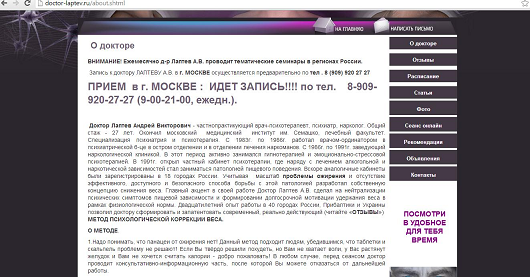 doctor-laptev.ru/about.shtml
НА ГЛАВНУЮ
НАПИСАТЬ ПИСЬМО
О докторе
ВНИМАНИЕ! Ежемесячно д-р Лаптев А.В. проводит тематические семинары в регионах России.
Запись к доктору ЛАПТЕВУ А.В. в г. МОСКВЕ осуществляется предварительно по тел . 8 (909) 920 27 27
ПРИЕМ в г. МОСКВЕ : ИДЕТ ЗАПИСЬ!!!! по тел. 8-909-
920-27-27 (9-00-21-00, ежедн.).
Доктор Лаптев Андрей Викторович - частнопрактикующий врач-психотерапевт, психиатр, нарколог. Общий
стаж - 27 лет. Окончил московский медицинский институт им Семашко, лечебный факультет.
Специализация психиатрия и психотерапия. С 1983г по 1986г. работал врачом-ординатором в
психиатрической б-це в остром отделении и в отделении лечения наркомании. С 1986г. по 1991г. заведующий
наркологической клиникой. В этот период активно занимался гипнотерапией и эмоционально-стрессовой
психотерапией. В 1991г. открыл частный кабинет психотерапии, где наряду с лечением алкогольной и
наркотической зависимостей стал заниматься патологией пищевого поведения. Вскоре аналогичные кабинеты
были зарегистрированы в 18 городах России. Учитывая масштаб проблемы ожирения и отсутствие
эффективного, доступного и безопасного способа борьбы с этой патологией разработал собственную
концепцию снижения веса. Главный акцент в своей работе Доктор Лаптев А.В. сделал на нейтрализации
психических симптомов пищевой зависимости и формировании долгосрочной мотивации удержания веса в
рамках физиологической нормы. Двадцатилетний опыт работы в 40 городах России, Прибалтики и Украины
позволил доктору сформировать и запатентовать современный, реально действующий (читайте «ОТЗЫВЫ»)
МЕТОД ПСИХОЛОГИЧЕСКОЙ КОРРЕКЦИИ ВЕСА.
О МЕТОДЕ
1.Надо понимать, что панацеи от ожирения нет! Данный метод подходит людям, убедившимся, что таблетки и
скальпель проблему не решают!! Если Вы твёрдо решили похудеть, но Вам не хватает воли, у Вас растянут
желудок и Вам не хочется считать калории - добро пожаловать! В любом случае, перед сеансом доктор
проводит консультативно-информационную часть, после которой Вы можете отказаться от дальнейшей
работы.
О докторе
Отзывы
Расписание
Статьи
Фото
Сеанс онлайн
Рекомендации
Объявления
Контакты
ПОСМОТРИ
В УДОБНОЕ
ДЛЯ ТЕБЯ
ВРЕМЯ